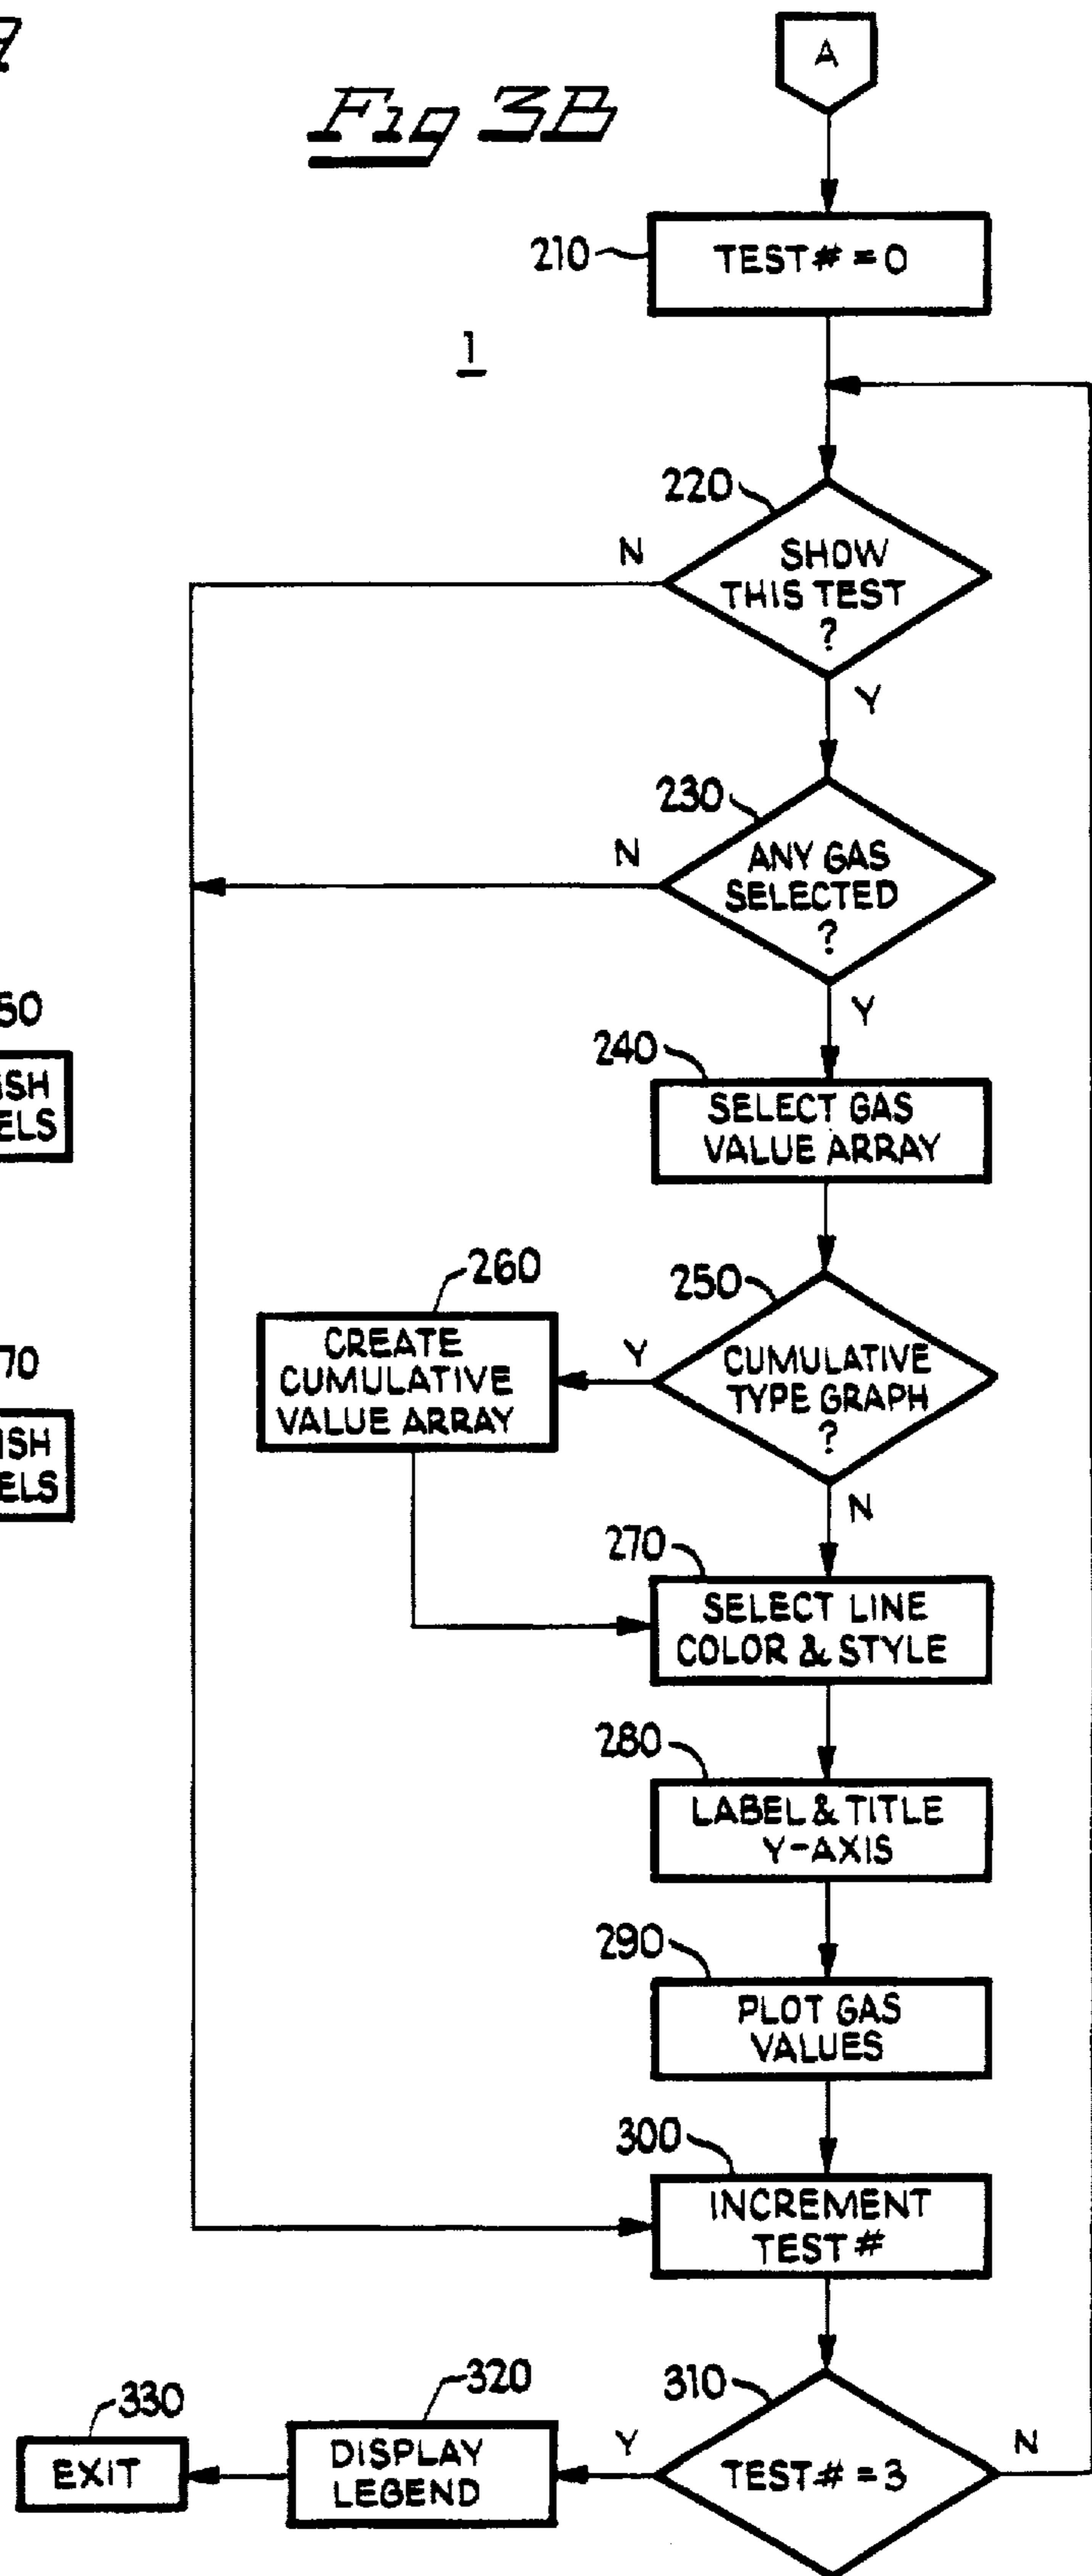 Fig 3B
A
210
TEST # = 0
1
220
N
SHOW
THIS TEST
?
Y
230
N
ANY GAS
SELECTED
?
Y
240
SELECT GAS
VALUE ARRAY
260
250
CREATE
CUMULATIVE
VALUE ARRAY
Y
CUMULATIVE
TYPE GRAPH
?
N
270
SELECT LINE
COLOR & STYLE
280
LABEL & TITLE
Y-AXIS
290
PLOT GAS
VALUES
300
INCREMENT
TEST #
330
320
310
EXIT
DISPLAY
LEGEND
Y
TEST # = 3
N